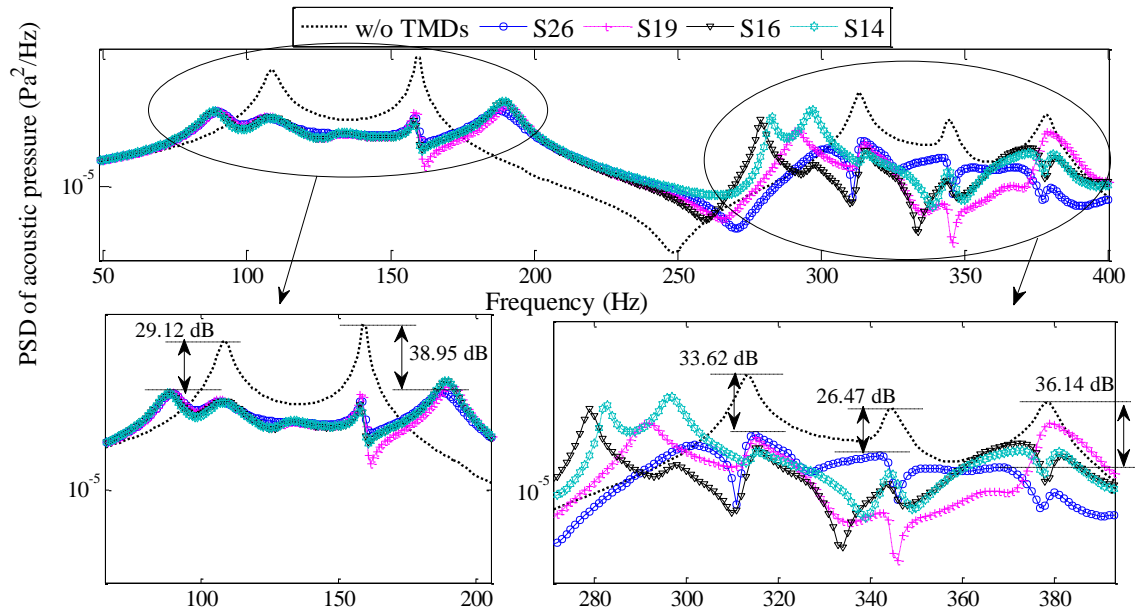 w/o TMDs S26 S19 S16 S14
PSD of acoustic pressure (Pa²/Hz)
10⁻⁵
50 100 150 200 250 300 350 400
Frequency (Hz)
29.12 dB
38.95 dB
10⁻⁵
100 150 200
33.62 dB
26.47 dB
36.14 dB
10⁻⁵
280 300 320 340 360 380